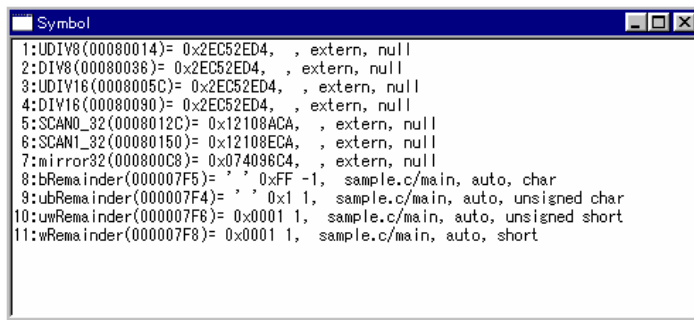 Symbol
1:UDIV8(00080014)= 0x2EC52ED4,  , extern, null
2:DIV8(00080036)= 0x2EC52ED4,  , extern, null
3:UDIV16(0008005C)= 0x2EC52ED4,  , extern, null
4:DIV16(00080090)= 0x2EC52ED4,  , extern, null
5:SCAN0_32(0008012C)= 0x12108ACA,  , extern, null
6:SCAN1_32(00080150)= 0x12108ECA,  , extern, null
7:mirror32(000800C8)= 0x074096C4,  , extern, null
8:bRemainder(000007F5)= ' ' 0xFF -1,  sample.c/main, auto, char
9:ubRemainder(000007F4)= ' ' 0x1 1,  sample.c/main, auto, unsigned char
10:uwRemainder(000007F6)= 0x0001 1,  sample.c/main, auto, unsigned short
11:wRemainder(000007F8)= 0x0001 1,  sample.c/main, auto, short